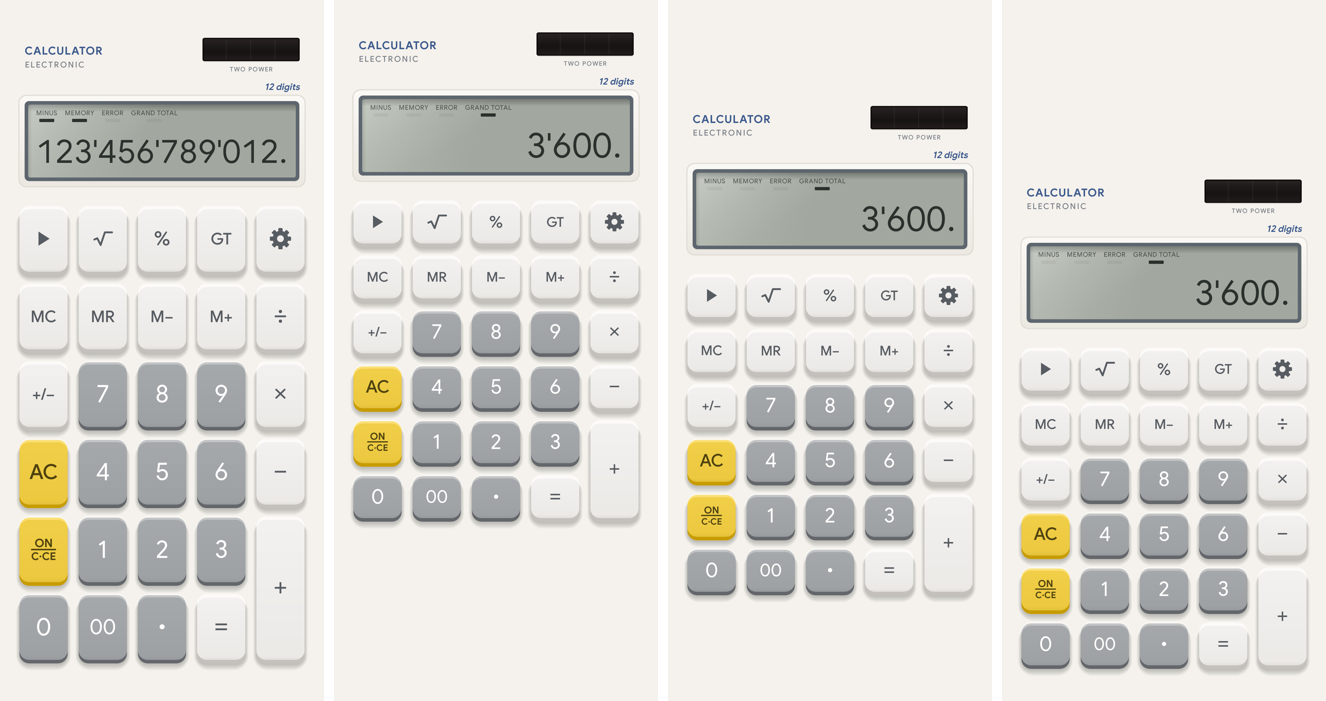 CALCULATOR
ELECTRONIC
TWO POWER
12 digits
MINUS MEMORY ERROR GRAND TOTAL
123'456'789'012.
▶ √ % GT
MC MR M− M+ ÷
+/− 7 8 9 ×
AC 4 5 6 −
ON
C·CE 1 2 3
+
0 00 · =
CALCULATOR
ELECTRONIC
TWO POWER
12 digits
MINUS MEMORY ERROR GRAND TOTAL
3'600.
▶ √ % GT
MC MR M− M+ ÷
+/− 7 8 9 ×
AC 4 5 6 −
ON
C·CE 1 2 3
+
0 00 · =
CALCULATOR
ELECTRONIC
TWO POWER
12 digits
MINUS MEMORY ERROR GRAND TOTAL
3'600.
▶ √ % GT
MC MR M− M+ ÷
+/− 7 8 9 ×
AC 4 5 6 −
ON
C·CE 1 2 3
+
0 00 · =
CALCULATOR
ELECTRONIC
TWO POWER
12 digits
MINUS MEMORY ERROR GRAND TOTAL
3'600.
▶ √ % GT
MC MR M− M+ ÷
+/− 7 8 9 ×
AC 4 5 6 −
ON
C·CE 1 2 3
+
0 00 · =